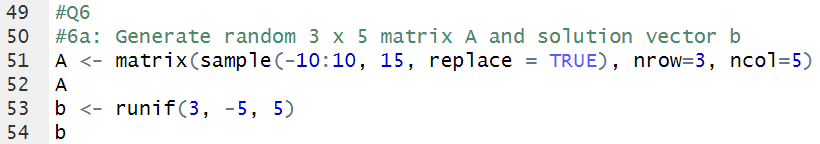 49 #Q6
50 #6a: Generate random 3 x 5 matrix A and solution vector b
51 A <- matrix(sample(-10:10, 15, replace = TRUE), nrow=3, ncol=5)
52 A
53 b <- runif(3, -5, 5)
54 b